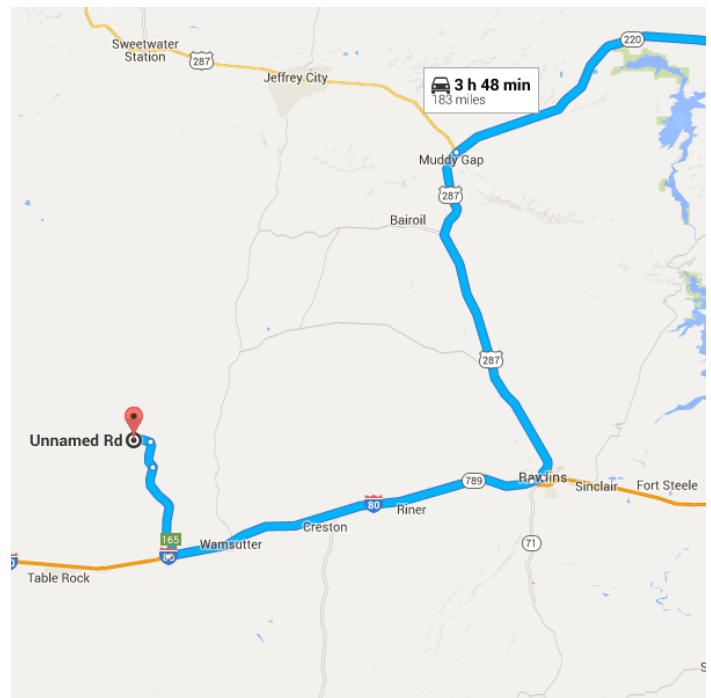 220
Sweetwater
Station
287
Jeffrey City
3 h 48 min
183 miles
Muddy Gap
287
Bairoil
287
Unnamed Rd
Rawlins
789
Sinclair
Fort Steele
80
Riner
Creston
165
Wamsutter
71
80
Table Rock